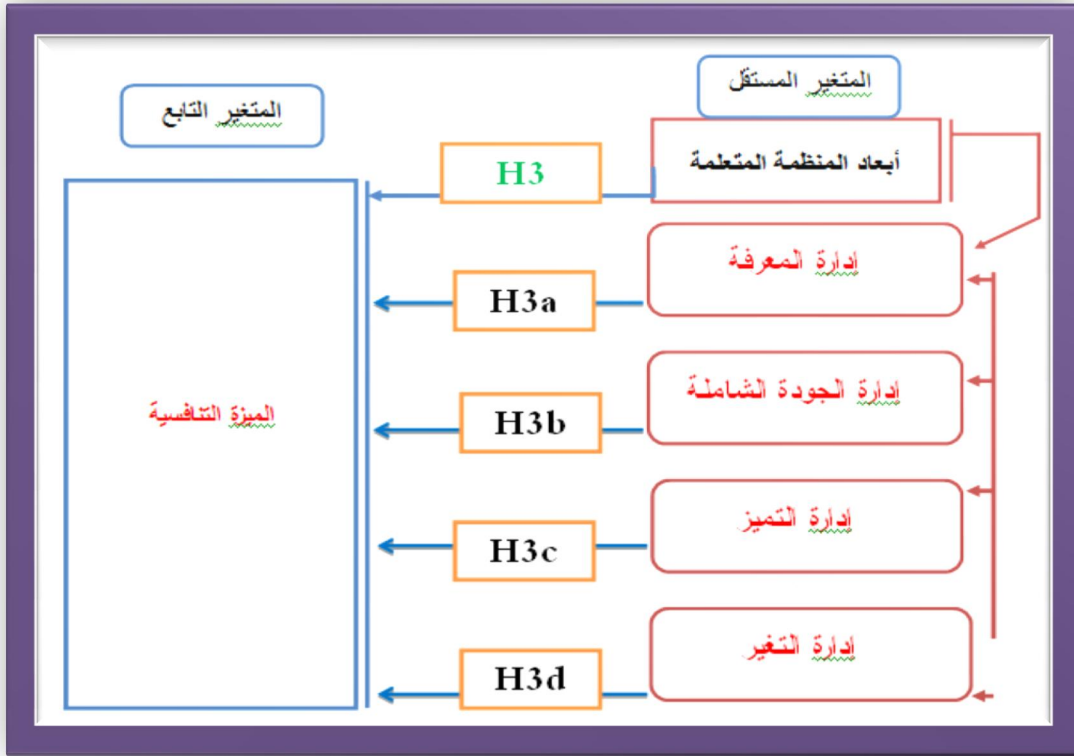 المتغير المستقل
المتغير التابع
أبعاد المنظمة المتعلمة
H3
إدارة المعرفة
H3a
إدارة الجودة الشاملة
H3b
الميزة التنافسية
إدارة التميز
H3c
إدارة التغير
H3d